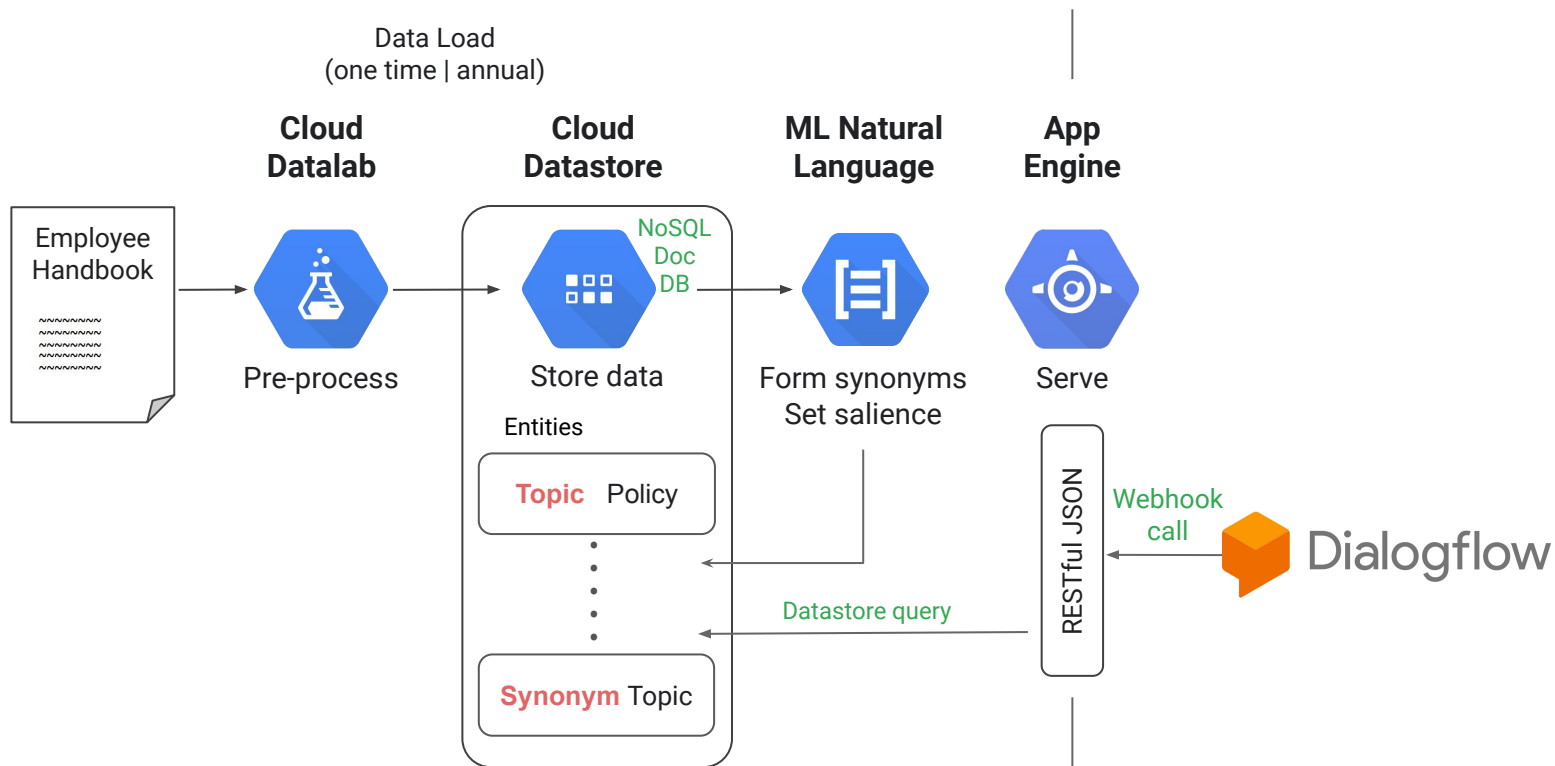 Data Load
(one time | annual)
Cloud
Datalab
Cloud
Datastore
ML Natural
Language
App
Engine
Employee
Handbook
~~~~~~~~
~~~~~~~~
~~~~~~~~
~~~~~~~~
~~~~~~~~
NoSQL
Doc
DB
Pre-process
Store data
Form synonyms
Set salience
Serve
Entities
Topic Policy
Synonym Topic
Datastore query
RESTful JSON
Webhook
call
Dialogflow